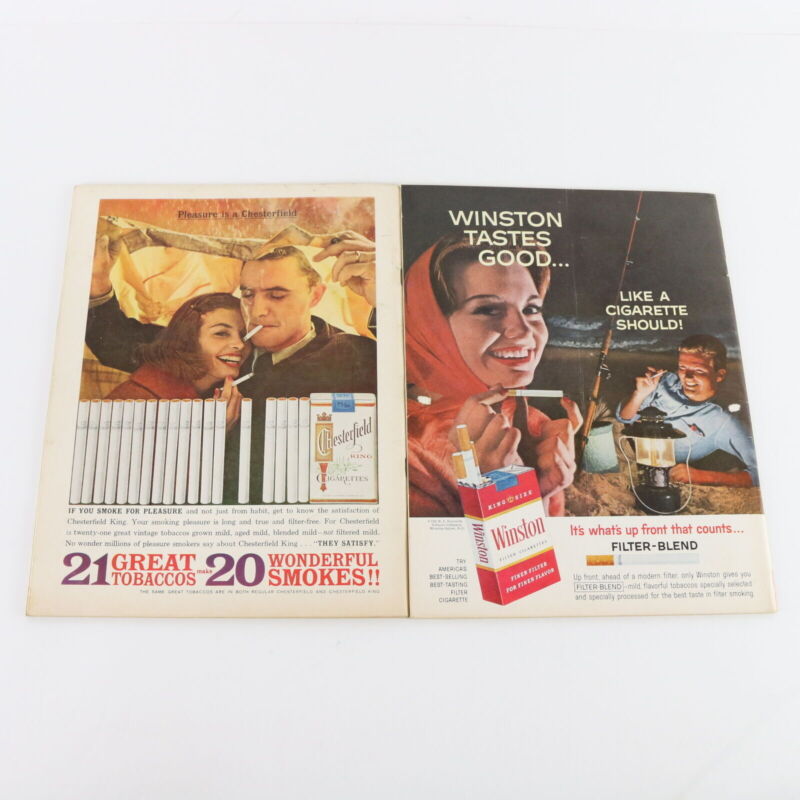 Pleasure is a Chesterfield
Chesterfield
KING
CIGARETTES
IF YOU SMOKE FOR PLEASURE and not just from habit, get to know the satisfaction of
Chesterfield King. Your smoking pleasure is long and true and filter-free. For Chesterfield
is twenty-one great vintage tobaccos grown mild, aged mild, blended mild—not filtered mild.
No wonder millions of pleasure smokers say about Chesterfield King . . . "THEY SATISFY."
21 GREAT TOBACCOS make 20 WONDERFUL SMOKES!!
THE SAME GREAT TOBACCOS ARE IN BOTH REGULAR CHESTERFIELD AND CHESTERFIELD KING
WINSTON
TASTES
GOOD...
LIKE A
CIGARETTE
SHOULD!
KING SIZE
Winston
Winston
FILTER CIGARETTES
FINER FILTER
FOR FINER FLAVOR
TRY
AMERICA'S
BEST-SELLING
BEST-TASTING
FILTER
CIGARETTE
It's what's up front that counts...
FILTER-BLEND
Up front, ahead of a modern filter, only Winston gives you
FILTER-BLEND—mild, flavorful tobaccos specially selected
and specially processed for the best taste in filter smoking.